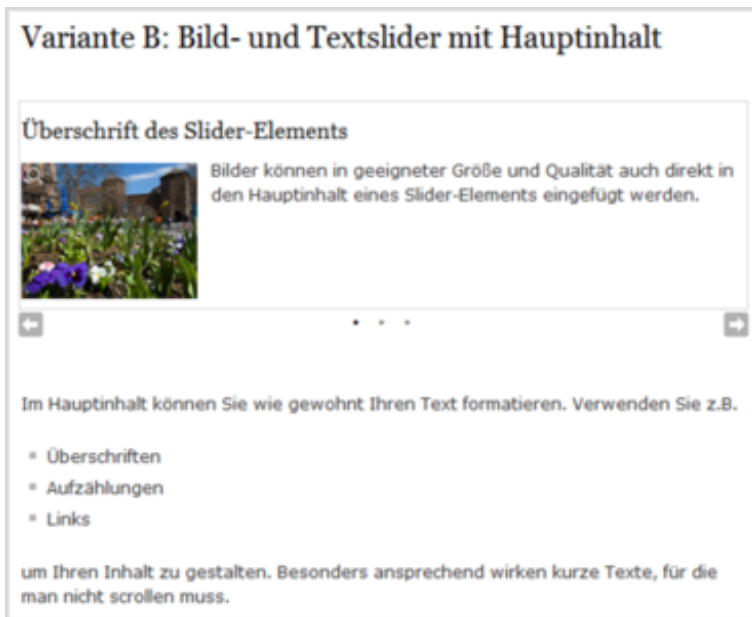 Variante B: Bild- und Textslider mit Hauptinhalt
Überschrift des Slider-Elements
Bilder können in geeigneter Größe und Qualität auch direkt in
den Hauptinhalt eines Slider-Elements eingefügt werden.
Im Hauptinhalt können Sie wie gewohnt Ihren Text formatieren. Verwenden Sie z.B.
Überschriften
Aufzählungen
Links
um Ihren Inhalt zu gestalten. Besonders ansprechend wirken kurze Texte, für die
man nicht scrollen muss.